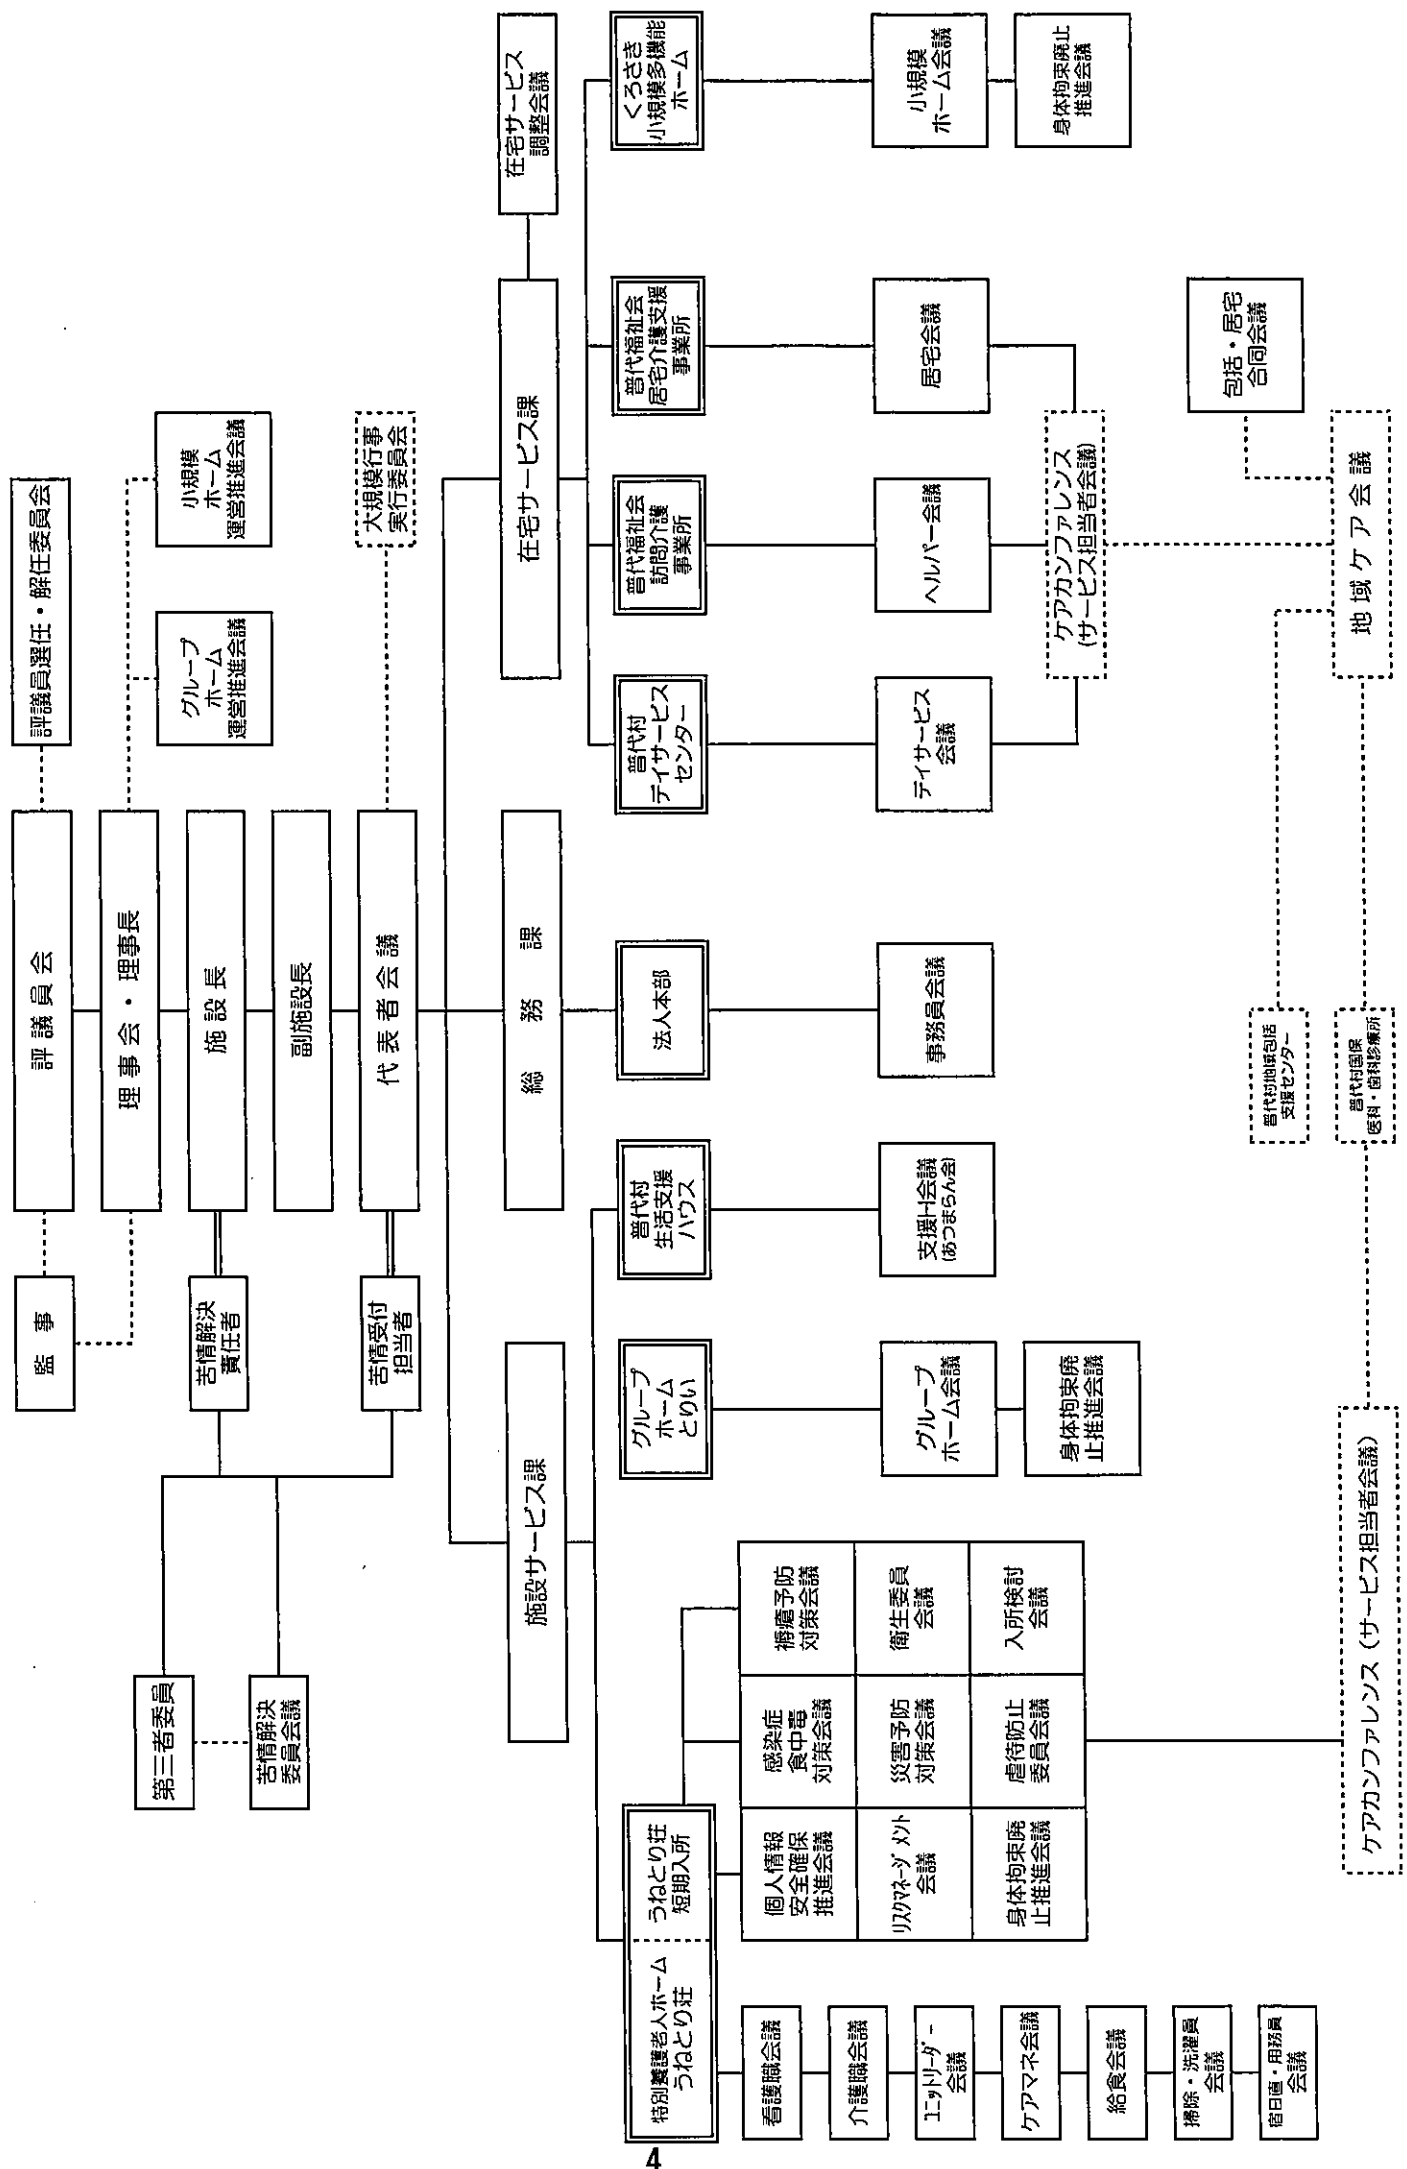 評議員会
評議員選任・解任委員会
監事
理事会・理事長
グループ
ホーム
運営推進会議
小規模
ホーム
運営推進会議
施設長
苦情解決
責任者
第三者委員
苦情解決
委員会議
副施設長
代表者会議
苦情受付
担当者
大規模行事
実行委員会
施設サービス課
総務課
在宅サービス課
在宅サービス
調整会議
特別養護老人ホーム
うねとり荘
うねとり荘
短期入所
グループ
ホーム
とりい
普代村
生活支援
ハウス
法人本部
普代村
デイサービス
センター
普代福祉会
訪問介護
事業所
普代福祉会
居宅介護支援
事業所
くろさき
小規模多機能
ホーム
看護職会議
介護職会議
ユニットリーダー
会議
ケアマネ会議
給食会議
掃除・洗濯員
会議
宿日直・用務員
会議
個人情報
安全確保
推進会議
感染症
食中毒
対策会議
褥瘡予防
対策会議
リスクマネージメント
会議
災害予防
対策会議
衛生委員
会議
身体拘束廃
止推進会議
虐待防止
委員会議
入所検討
会議
グループ
ホーム会議
身体拘束廃
止推進会議
支援H会議
(あつまらん会)
事務員会議
デイサービス
会議
ヘルパー会議
居宅会議
小規模
ホーム会議
身体拘束廃止
推進会議
ケアカンファレンス
(サービス担当者会議)
包括・居宅
合同会議
地域ケア会議
普代村地域包括
支援センター
普代村国保
医科・歯科診療所
ケアカンファレンス(サービス担当者会議)
4